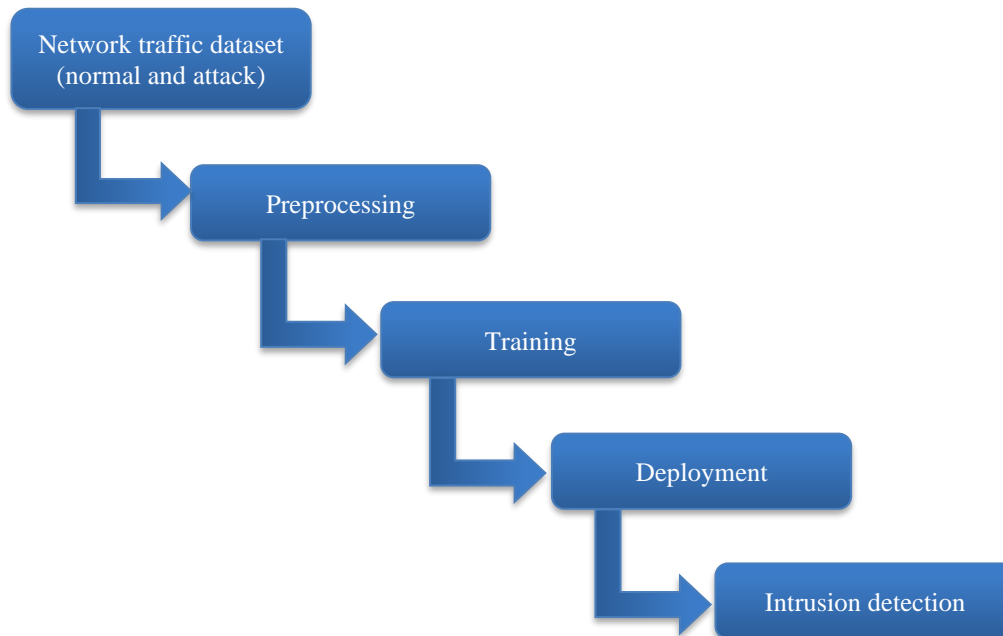 Network traffic dataset
(normal and attack)
Preprocessing
Training
Deployment
Intrusion detection